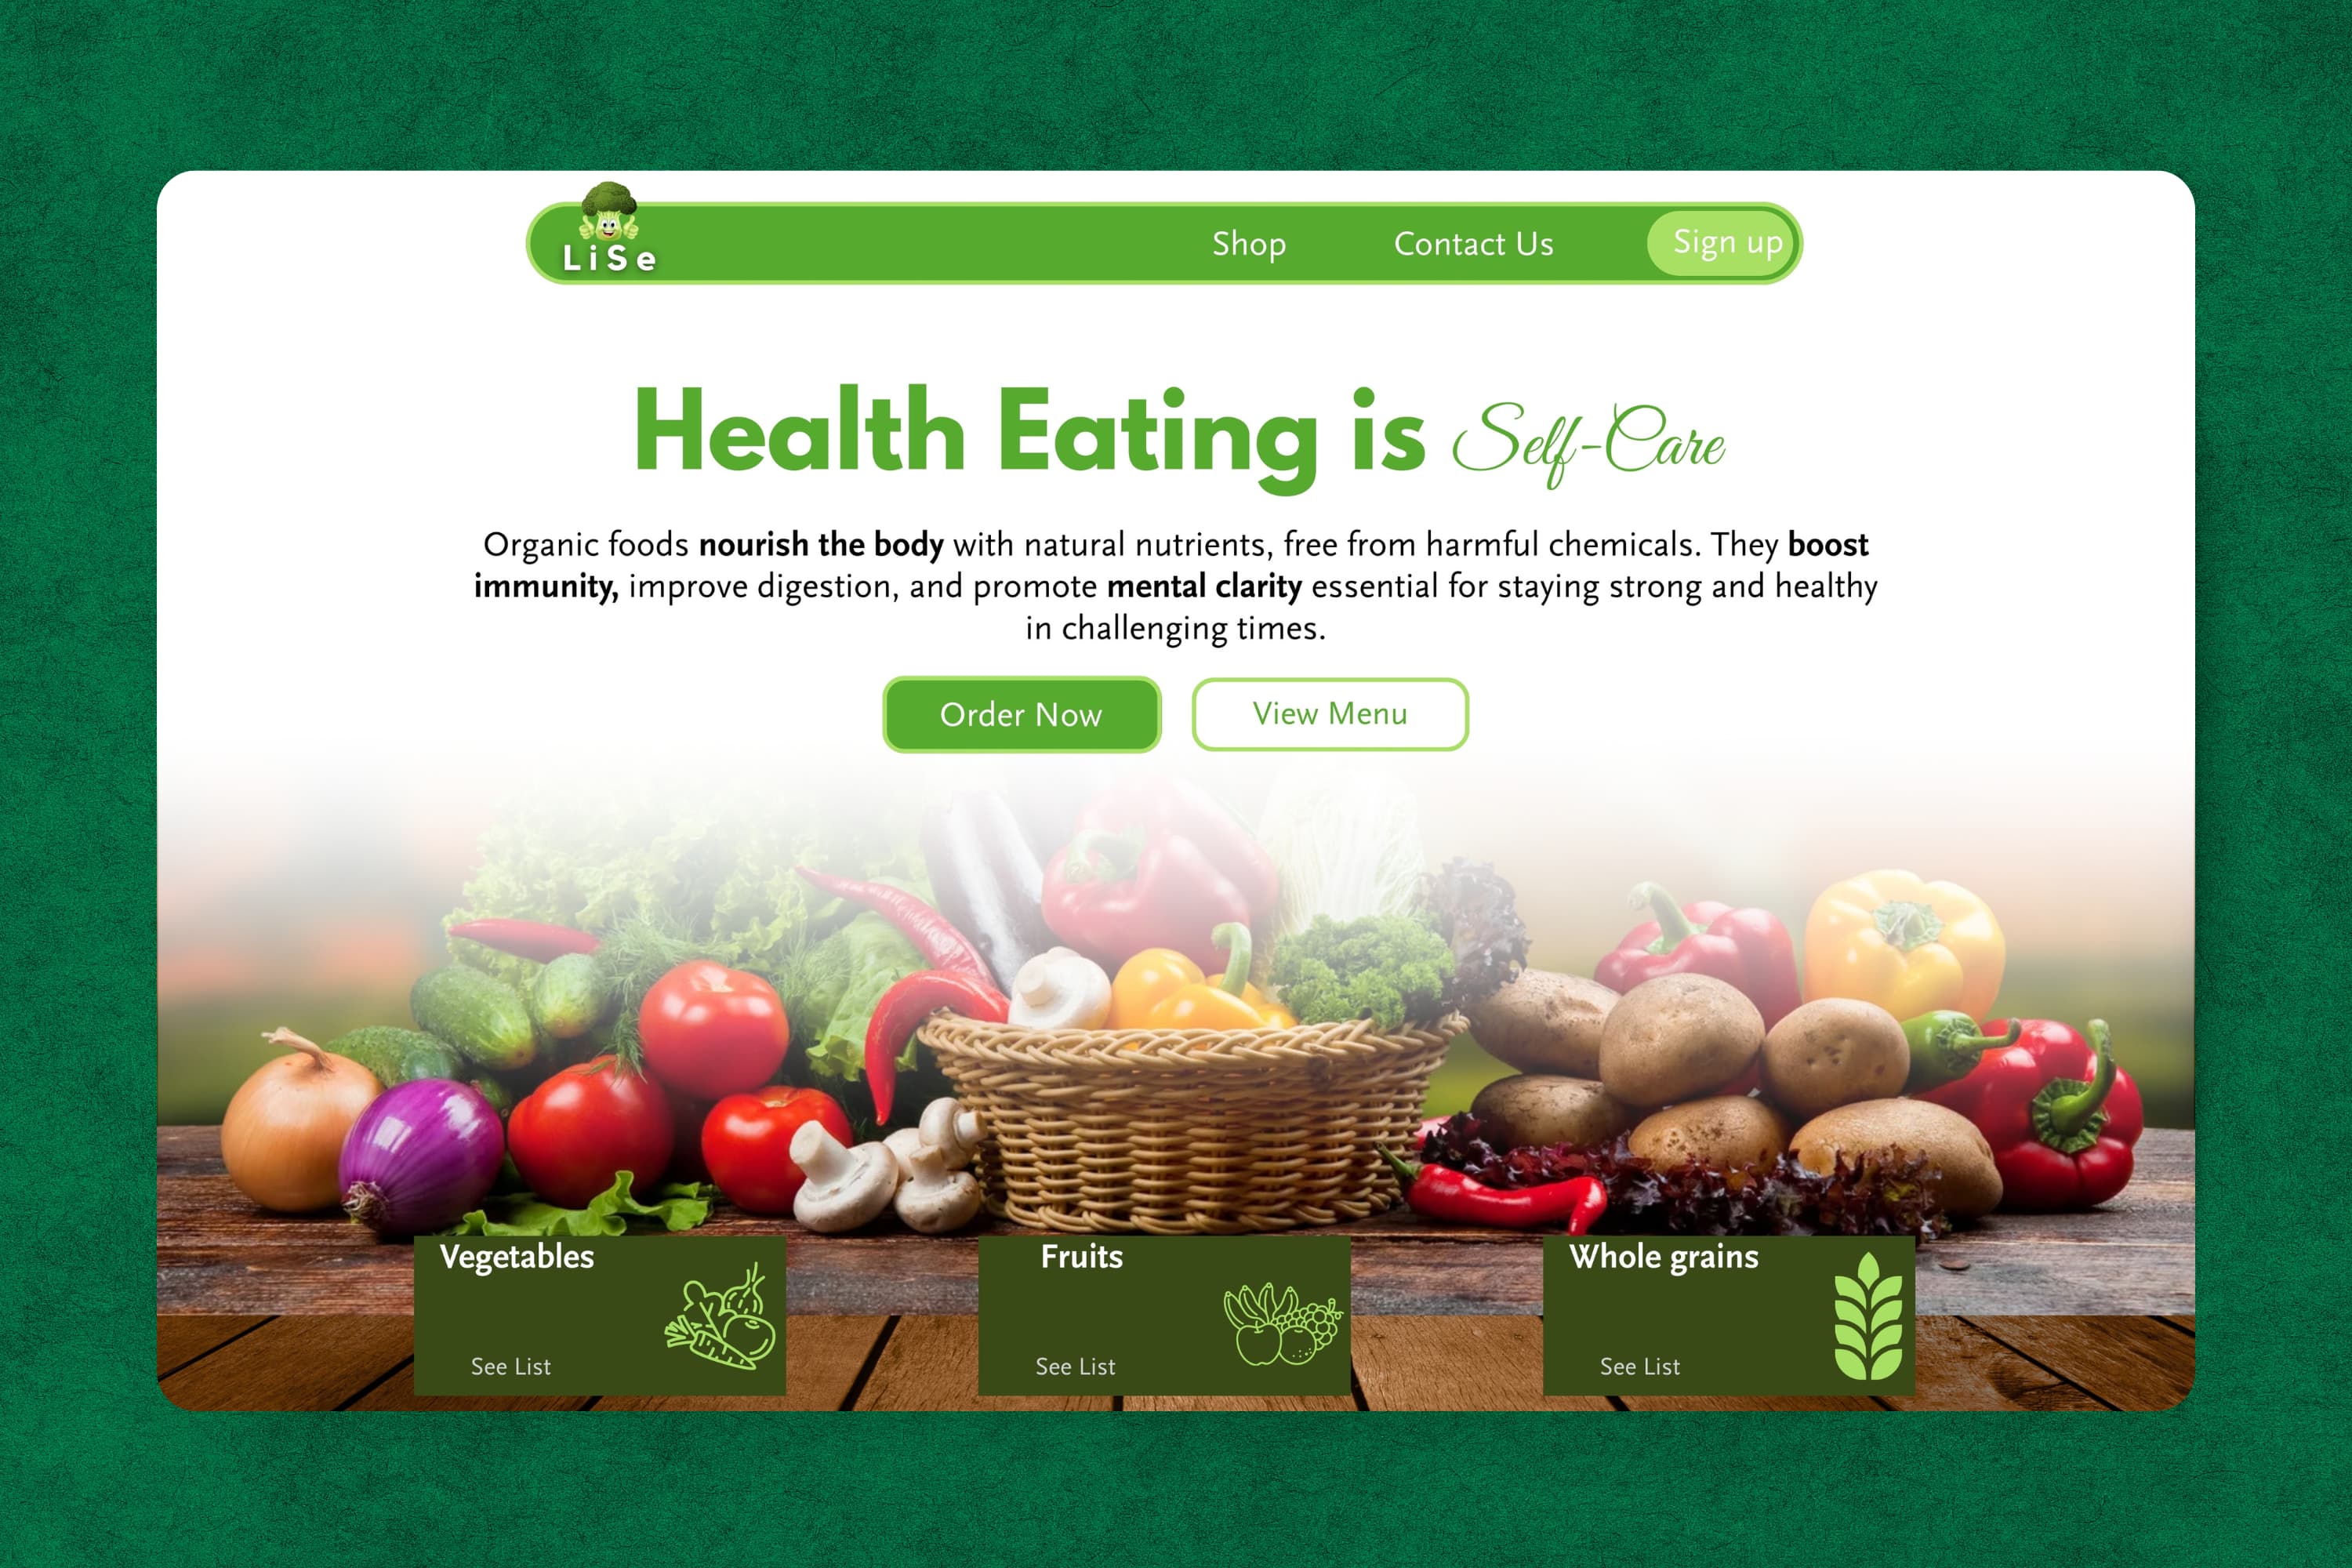 LiSe
Shop
Contact Us
Sign up
Health Eating is Self-Care
Organic foods nourish the body with natural nutrients, free from harmful chemicals. They boost
immunity, improve digestion, and promote mental clarity essential for staying strong and healthy
in challenging times.
Order Now
View Menu
Vegetables
See List
Fruits
See List
Whole grains
See List